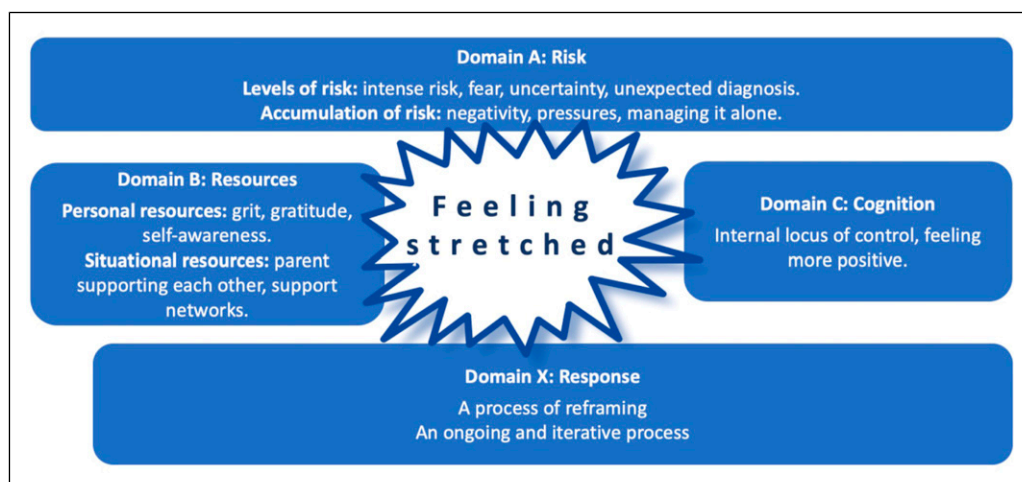 Domain A: Risk
Levels of risk: intense risk, fear, uncertainty, unexpected diagnosis.
Accumulation of risk: negativity, pressures, managing it alone.
Domain B: Resources
Personal resources: grit, gratitude,
self-awareness.
Situational resources: parent
supporting each other, support
networks.
Feeling
stretched
Domain C: Cognition
Internal locus of control, feeling
more positive.
Domain X: Response
A process of reframing
An ongoing and iterative process